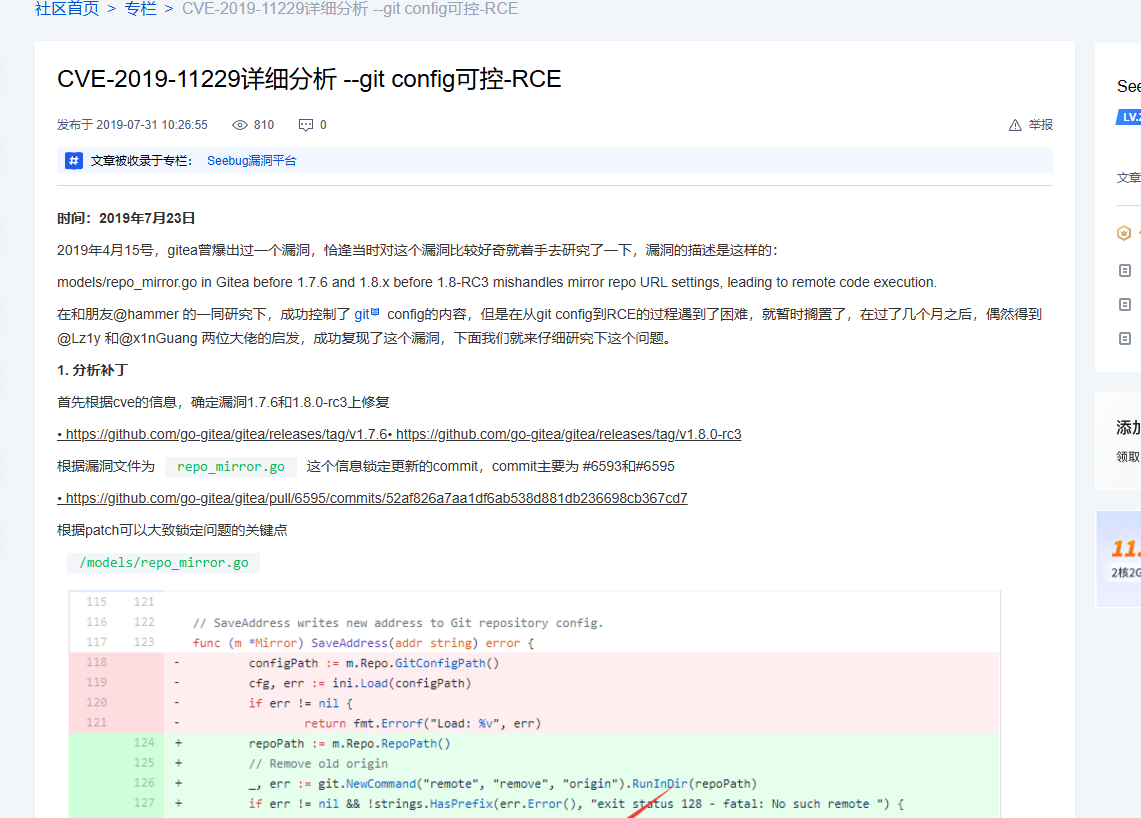 社区首页 > 专栏 > CVE-2019-11229详细分析 --git config可控-RCE
CVE-2019-11229详细分析 --git config可控-RCE
发布于 2019-07-31 10:26:55 810 0 举报
# 文章被收录于专栏： Seebug漏洞平台
时间：2019年7月23日
2019年4月15号，gitea曾爆出过一个漏洞，恰逢当时对这个漏洞比较好奇就着手去研究了一下，漏洞的描述是这样的：
models/repo_mirror.go in Gitea before 1.7.6 and 1.8.x before 1.8-RC3 mishandles mirror repo URL settings, leading to remote code execution.
在和朋友@hammer 的一同研究下，成功控制了 git config的内容，但是在从git config到RCE的过程遇到了困难，就暂时搁置了，在过了几个月之后，偶然得到
@Lz1y 和@x1nGuang 两位大佬的启发，成功复现了这个漏洞，下面我们就来仔细研究下这个问题。
1. 分析补丁
首先根据cve的信息，确定漏洞1.7.6和1.8.0-rc3上修复
• https://github.com/go-gitea/gitea/releases/tag/v1.7.6• https://github.com/go-gitea/gitea/releases/tag/v1.8.0-rc3
根据漏洞文件为 repo_mirror.go 这个信息锁定更新的commit，commit主要为 #6593和#6595
• https://github.com/go-gitea/gitea/pull/6595/commits/52af826a7aa1df6ab538d881db236698cb367cd7
根据patch可以大致锁定问题的关键点
/models/repo_mirror.go
115 121
116 122 // SaveAddress writes new address to Git repository config.
117 123 func (m *Mirror) SaveAddress(addr string) error {
118 - configPath := m.Repo.GitConfigPath()
119 - cfg, err := ini.Load(configPath)
120 - if err != nil {
121 - return fmt.Errorf("Load: %v", err)
124 + repoPath := m.Repo.RepoPath()
125 + // Remove old origin
126 + _, err := git.NewCommand("remote", "remove", "origin").RunInDir(repoPath)
127 + if err != nil && !strings.HasPrefix(err.Error(), "exit status 128 - fatal: No such remote ") {
See
LV.2
文章
添加
领取
11.
2核2G